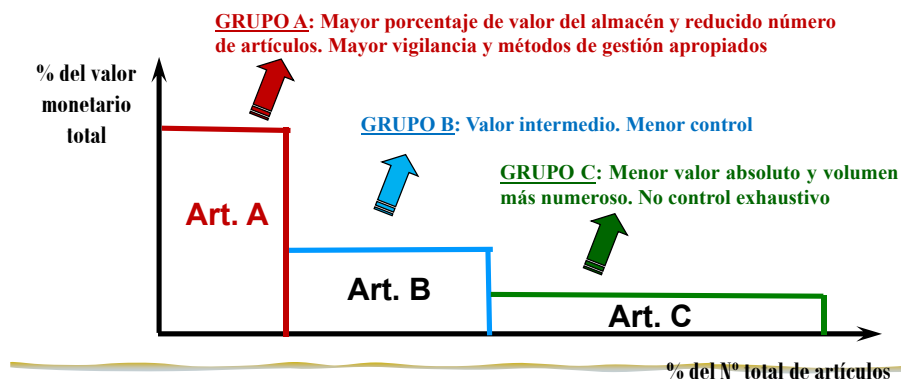 GRUPO A: Mayor porcentaje de valor del almacén y reducido número
de artículos. Mayor vigilancia y métodos de gestión apropiados
% del valor
monetario
total
GRUPO B: Valor intermedio. Menor control
GRUPO C: Menor valor absoluto y volumen
más numeroso. No control exhaustivo
Art. A
Art. B
Art. C
% del Nº total de artículos